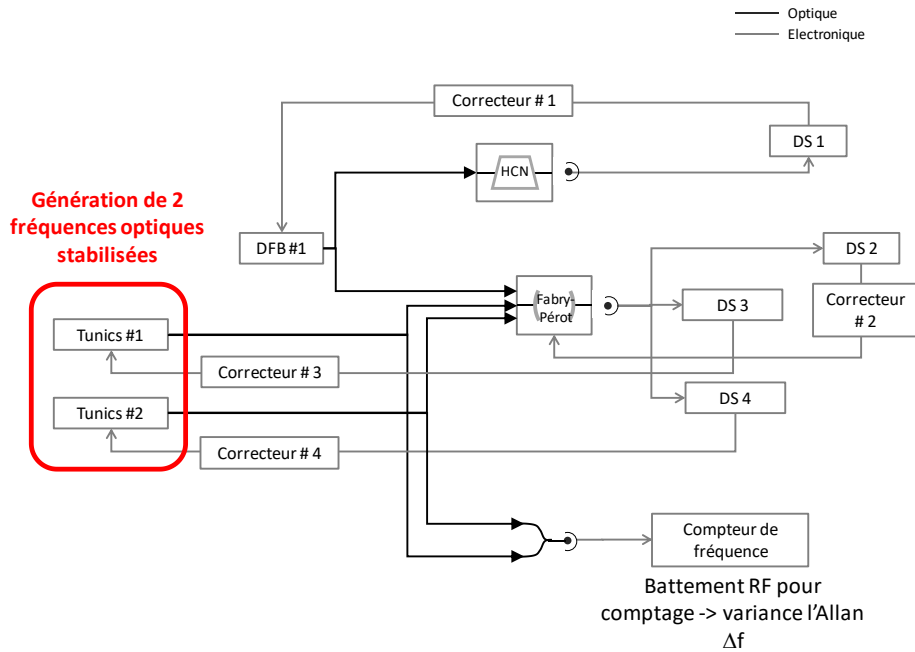 Optique
Electronique
Correcteur # 1
DS 1
HCN
Génération de 2
fréquences optiques
stabilisées
DFB #1
DS 2
Fabry-
Pérot
DS 3
Correcteur
# 2
Tunics #1
Correcteur # 3
Tunics #2
DS 4
Correcteur # 4
Compteur de
fréquence
Battement RF pour
comptage -> variance l'Allan
Δf